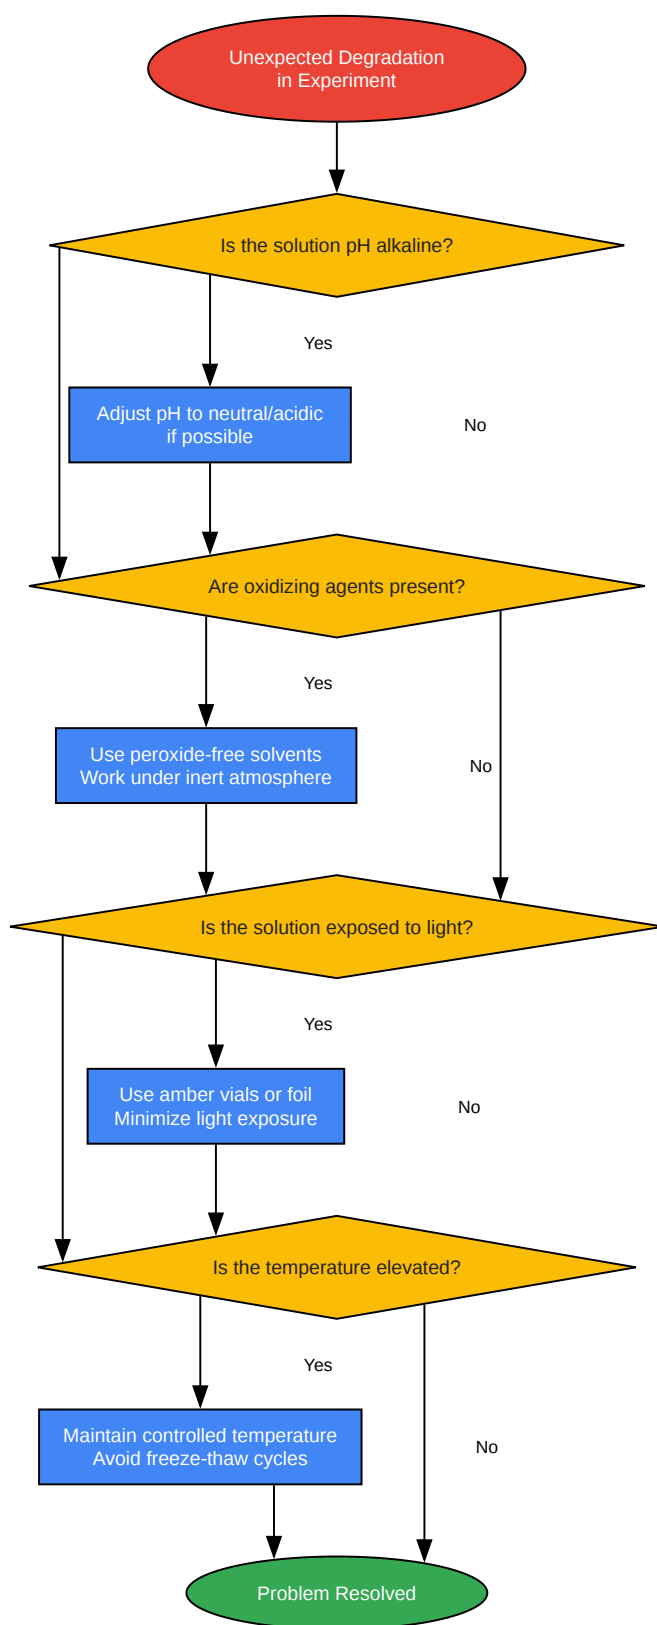 Unexpected Degradation
in Experiment
Is the solution pH alkaline?
Yes
Adjust pH to neutral/acidic
if possible
No
Are oxidizing agents present?
Yes
Use peroxide-free solvents
Work under inert atmosphere
No
Is the solution exposed to light?
Yes
Use amber vials or foil
Minimize light exposure
No
Is the temperature elevated?
Yes
Maintain controlled temperature
Avoid freeze-thaw cycles
No
Problem Resolved